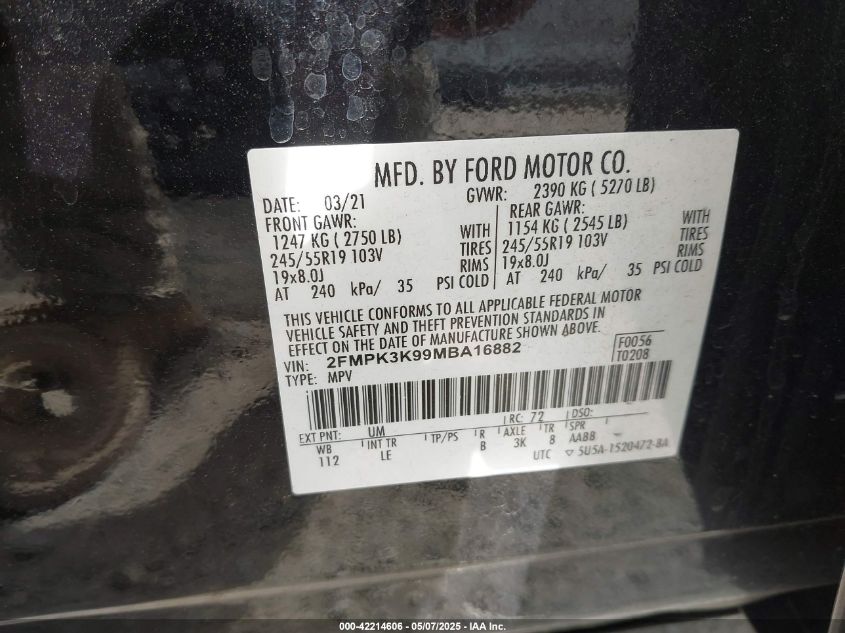 MFD. BY FORD MOTOR CO.
DATE: 03/21 GVWR: 2390 KG ( 5270 LB)
FRONT GAWR: REAR GAWR:
1247 KG ( 2750 LB) WITH 1154 KG ( 2545 LB) WITH
245/55R19 103V TIRES 245/55R19 103V TIRES
19x8.0J RIMS 19x8.0J RIMS
AT 240 kPa/ 35 PSI COLD AT 240 kPa/ 35 PSI COLD
THIS VEHICLE CONFORMS TO ALL APPLICABLE FEDERAL MOTOR
VEHICLE SAFETY AND THEFT PREVENTION STANDARDS IN
EFFECT ON THE DATE OF MANUFACTURE SHOWN ABOVE.
VIN: 2FMPK3K99MBA16882 F0056
TYPE: MPV T0208
EXT PNT: UM RC: 72 DSO:
WB INT TR TP/PS R AXLE TR SPR
112 LE B 3K 8 AABB
UTC 5U5A-1520472-BA
000-42214606 - 05/07/2025 - IAA Inc.